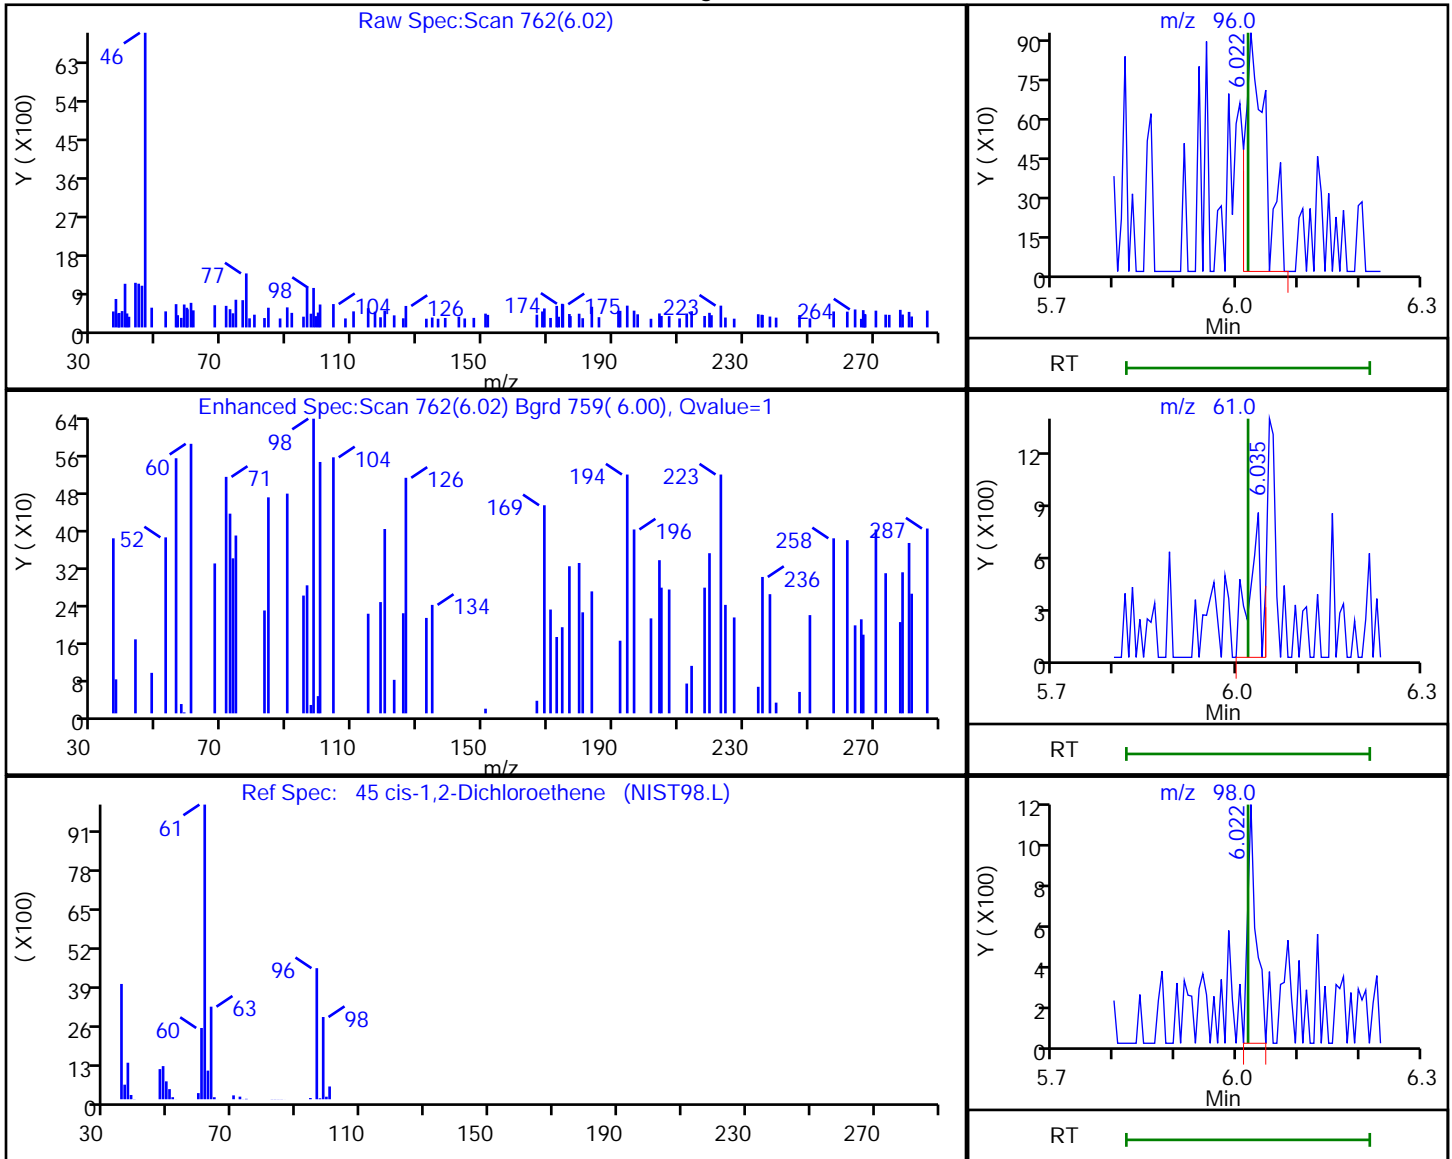 Raw Spec:Scan 762(6.02)
Y ( X100)
63
54
45
36
27
18
9
0
46
77
98
104
126
174
175
223
264
30 70 110 150 190 230 270
m/z
m/z 96.0
Y ( X10)
90
75
60
45
30
15
0
6.022
5.7 6.0 6.3
Min
RT
Enhanced Spec:Scan 762(6.02) Bgrd 759( 6.00), Qvalue=1
Y ( X10)
64
56
48
40
32
24
16
8
0
52
60
71
98
104
126
134
169
194
196
223
236
258
287
30 70 110 150 190 230 270
m/z
m/z 61.0
Y ( X100)
12
9
6
3
0
6.035
5.7 6.0 6.3
Min
RT
Ref Spec: 45 cis-1,2-Dichloroethene (NIST98.L)
( X100)
91
78
65
52
39
26
13
0
61
60
63
96
98
30 70 110 150 190 230 270
m/z 98.0
Y ( X100)
12
10
8
6
4
2
0
6.022
5.7 6.0 6.3
Min
RT